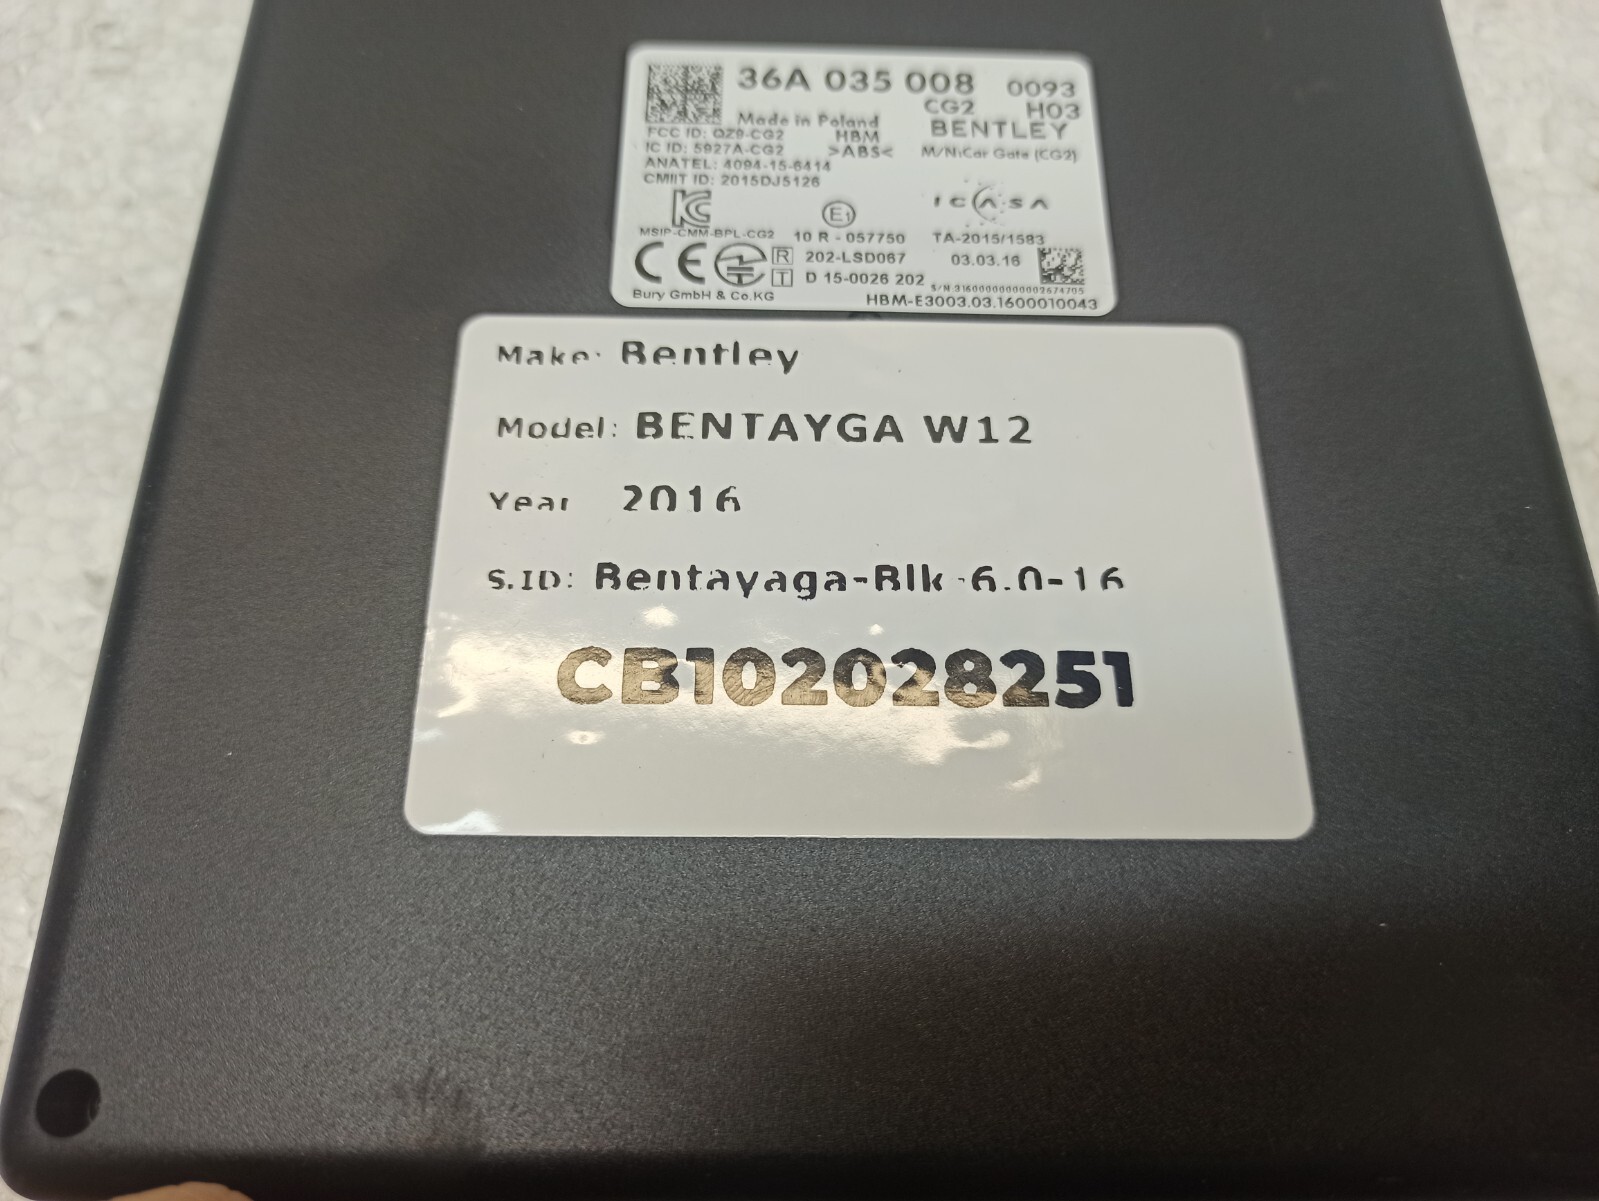 36A 035 008 0093
CG2 H03
Made in Poland HBM BENTLEY
FCC ID: QZ9-CG2
IC ID: 5927A-CG2 >ABS< M/N:Car Gate (CG2)
ANATEL: 4094-15-6414
CMIIT ID: 2015DJ5126
ICASA
E1
MSIP-CMM-BPL-CG2 10 R - 057750 TA-2015/1583
CE R 202-LSD067 03.03.16
T D 15-0026 202
S/N 3160000000002674705
Bury GmbH & Co.KG HBM-E3003.03.1600010043
Make: Bentley
Model: BENTAYGA W12
Year 2016
S.ID: Bentayaga-Blk-6.0-16
CB102028251